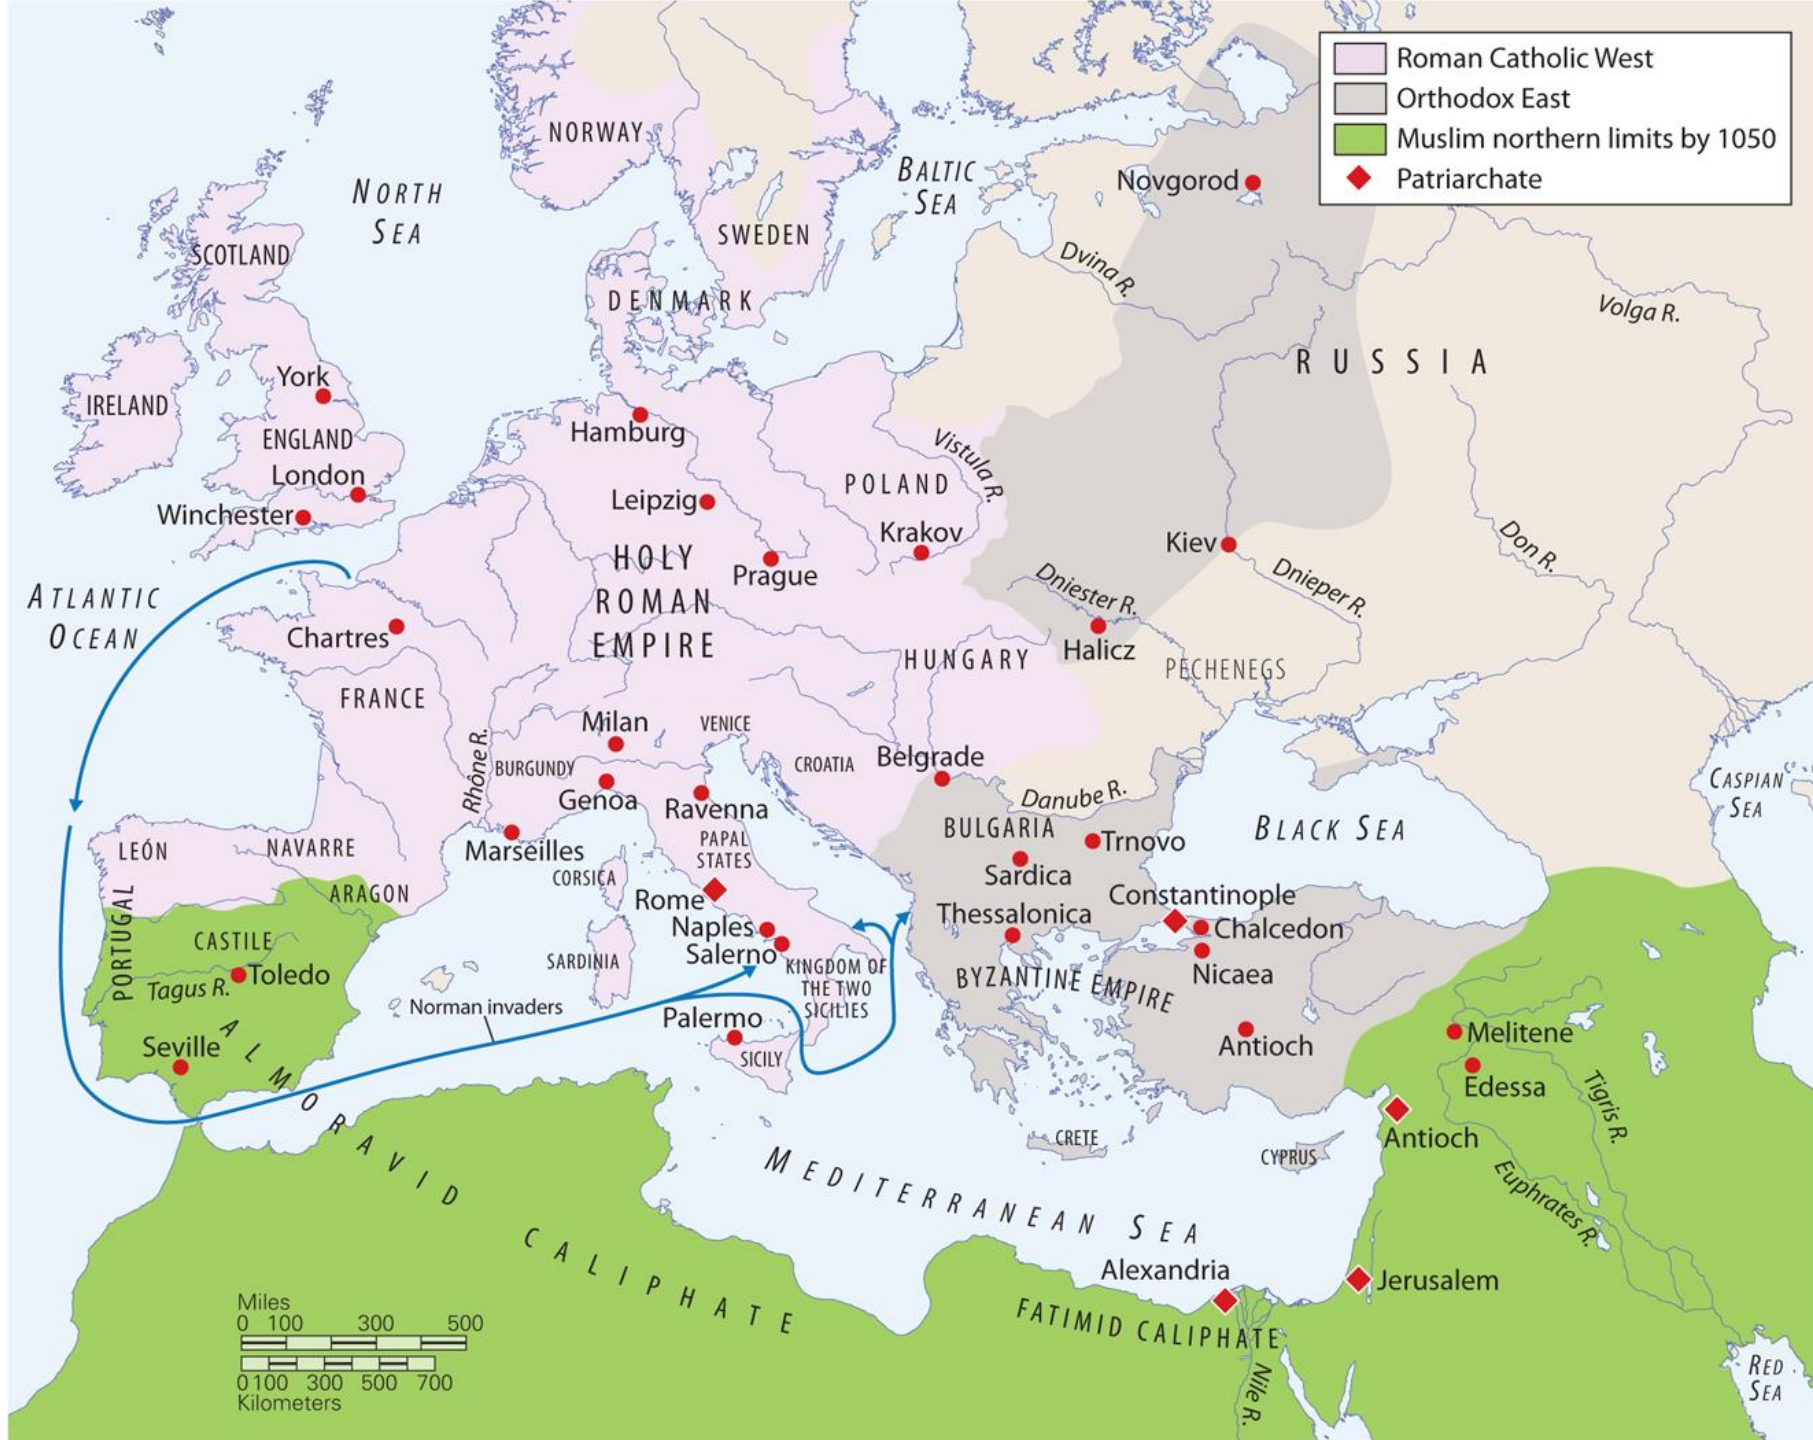 Roman Catholic West
Orthodox East
Muslim northern limits by 1050
Patriarchate
NORWAY
NORTH
SEA
BALTIC
SEA
Novgorod
SCOTLAND
SWEDEN
Dvina R.
DENMARK
Volga R.
RUSSIA
York
IRELAND
Hamburg
ENGLAND
Vistula R.
London
POLAND
Leipzig
Winchester
Krakov
Kiev
Don R.
HOLY
ROMAN
EMPIRE
Prague
Dniester R.
Dnieper R.
ATLANTIC
OCEAN
Chartres
Halicz
HUNGARY
PECHENEGS
FRANCE
Milan
VENICE
Rhône R.
BURGUNDY
CROATIA
Belgrade
Genoa
Ravenna
Danube R.
CASPIAN
SEA
BULGARIA
BLACK SEA
LEÓN
NAVARRE
Marseilles
PAPAL
STATES
Trnovo
CORSICA
Sardica
ARAGON
Rome
Constantinople
PORTUGAL
Naples
Thessalonica
Chalcedon
CASTILE
Salerno
SARDINIA
KINGDOM OF
THE TWO
SICILIES
Nicaea
Toledo
Tagus R.
BYZANTINE EMPIRE
Norman invaders
Palermo
SICILY
Seville
Antioch
Melitene
Edessa
Tigris R.
ALMORAVID CALIPHATE
CRETE
CYPRUS
Antioch
MEDITERRANEAN SEA
Euphrates R.
Alexandria
Jerusalem
FATIMID CALIPHATE
Nile R.
RED
SEA
Miles
0 100 300 500
0 100 300 500 700
Kilometers